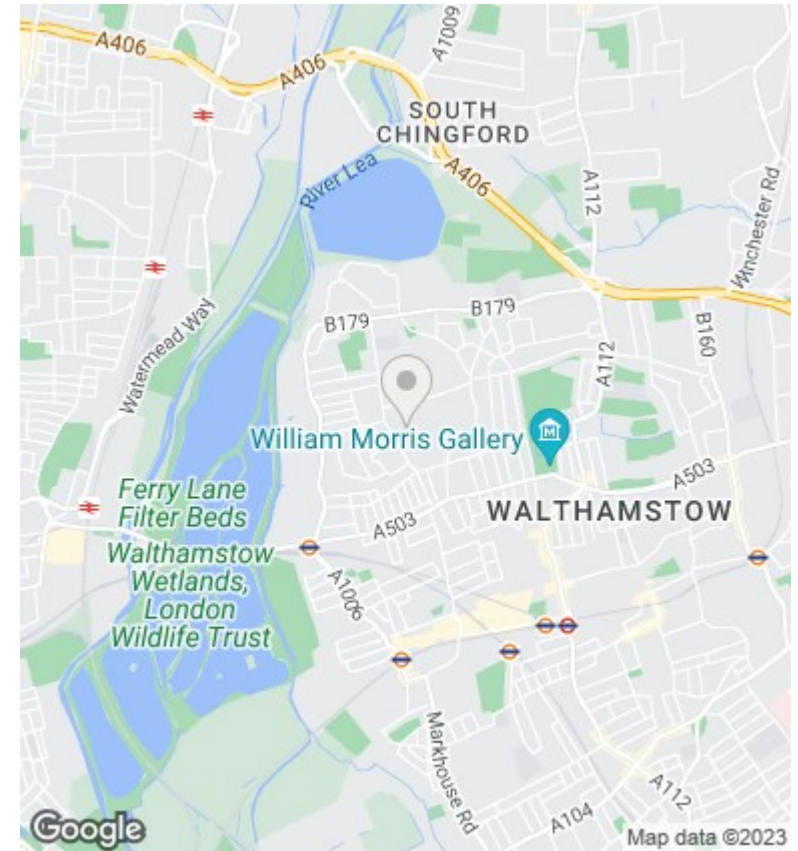 A406
A406
A1009
SOUTH
CHINGFORD
River Lea
A406
A112
Winchester Rd
B179
B179
Watermead Way
A112
B160
William Morris Gallery
M
Ferry Lane
Filter Beds
A503
WALTHAMSTOW
A503
Walthamstow
Wetlands,
London
Wildlife Trust
A1006
Markhouse Rd
A112
A104
Google
Map data ©2023